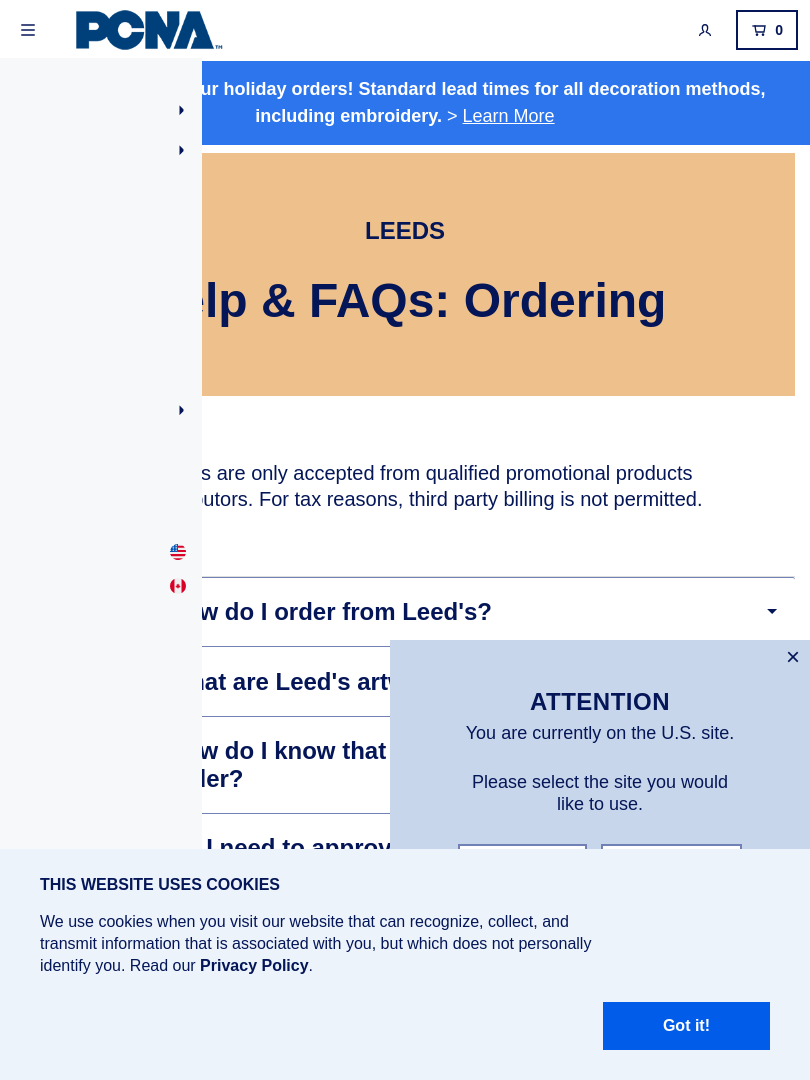 PCNA™
0
ur holiday orders! Standard lead times for all decoration methods,
including embroidery. > Learn More
LEEDS
lp & FAQs: Ordering
s are only accepted from qualified promotional products
utors. For tax reasons, third party billing is not permitted.
w do I order from Leed's?
at are Leed's
w do I know that
er?
I need to
×
ATTENTION
You are currently on the U.S. site.
Please select the site you would
like to use.
THIS WEBSITE USES COOKIES
We use cookies when you visit our website that can recognize, collect, and
transmit information that is associated with you, but which does not personally
identify you. Read our Privacy Policy.
Got it!